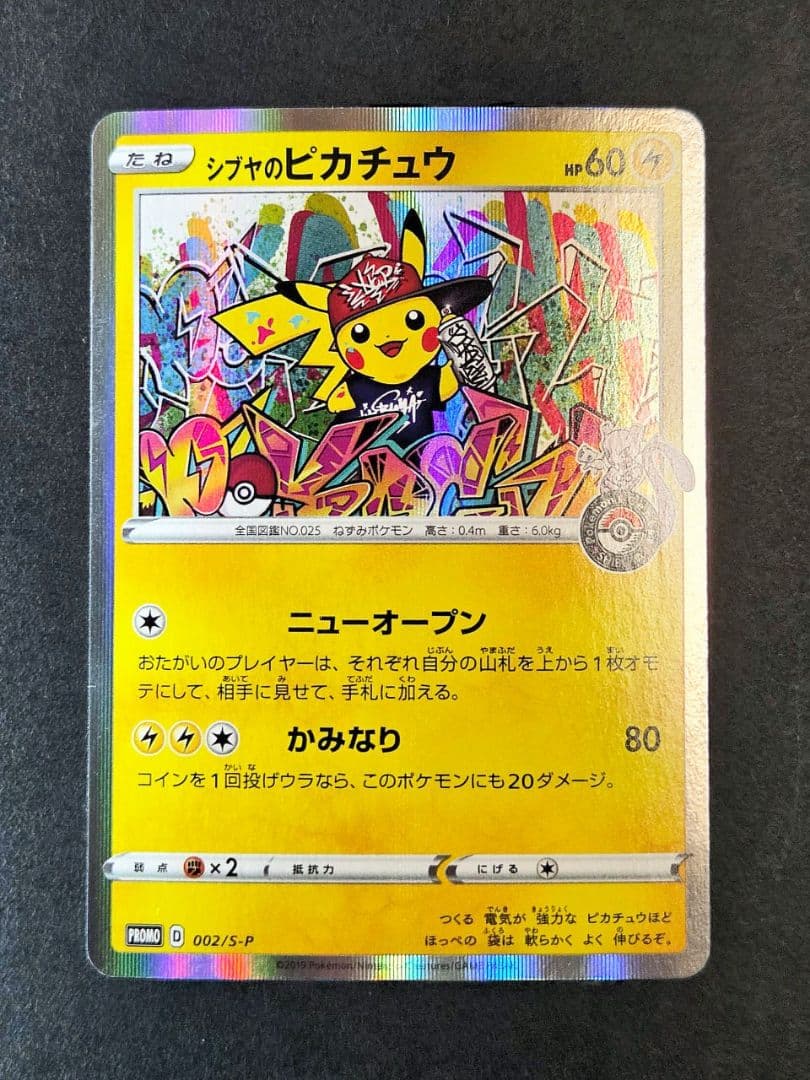 たね シブヤのピカチュウ HP60
全国図鑑NO.025 ねずみポケモン 高さ:0.4m 重さ:6.0kg
ニューオープン
おたがいのプレイヤーは、それぞれ自分の山札を上から1枚オモ
テにして、相手に見せて、手札に加える。
かみなり 80
コインを1回投げウラなら、このポケモンにも20ダメージ。
弱点 ×2 抵抗力 にげる
PROMO D 002/S-P
つくる 電気が 強力な ピカチュウほど
ほっぺの 袋は 軟らかく よく 伸びるぞ。
©2019 Pokémon/Nintendo/Creatures/GAME FREAK